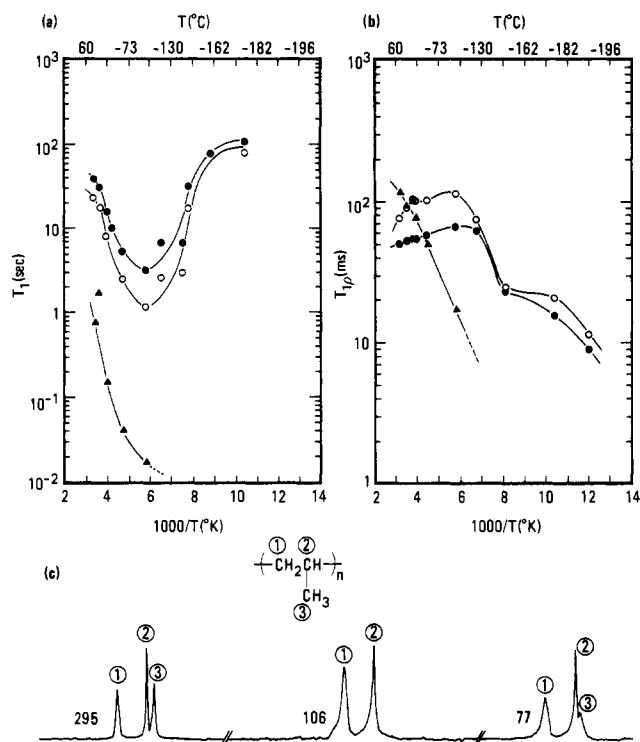 (a)
T(°C)
60 -73 -130 -162 -182 -196
10³
10²
10
1
10⁻¹
10⁻²
T₁(sec)
2 4 6 8 10 12 14
1000/T(°K)
(b)
T(°C)
60 -73 -130 -162 -182 -196
10³
10²
10
1
T₁ρ(ms)
2 4 6 8 10 12 14
1000/T(°K)
(c)
① ②
(CH₂CH)n
CH₃
③
295 ① ② ③
106 ① ②
77 ① ② ③